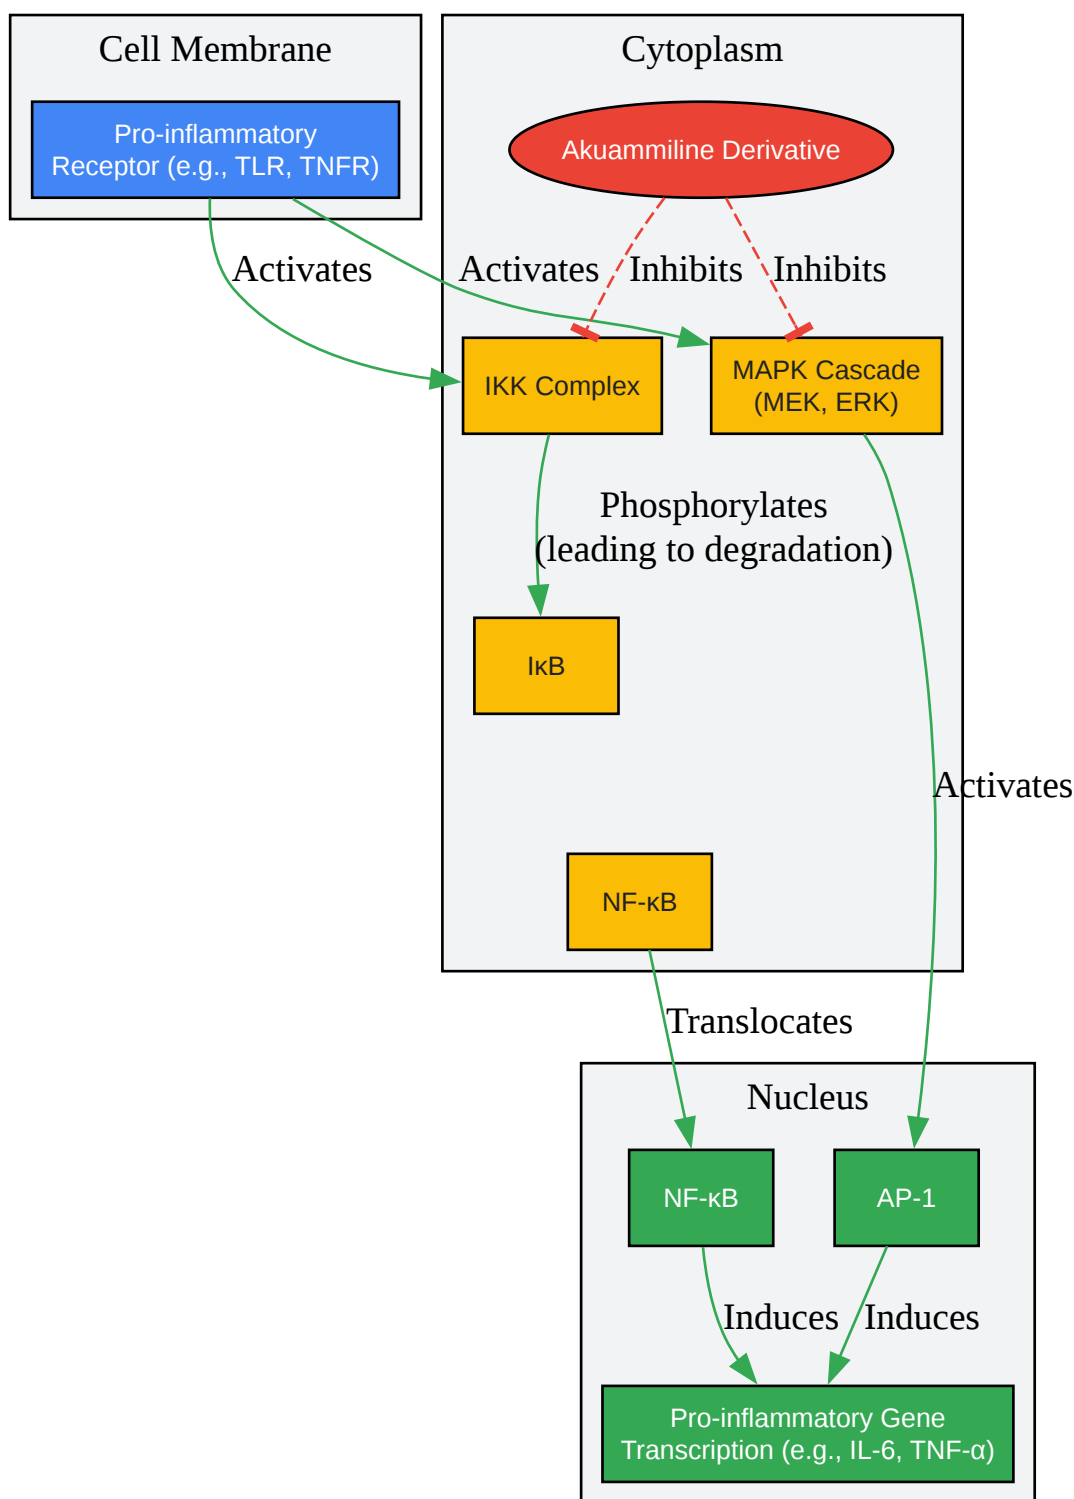 Cell Membrane
Pro-inflammatory
Receptor (e.g., TLR, TNFR)
Cytoplasm
Akuammiline Derivative
Activates
Activates
Inhibits
Inhibits
IKK Complex
MAPK Cascade
(MEK, ERK)
Phosphorylates
(leading to degradation)
IκB
Activates
NF-κB
Translocates
Nucleus
NF-κB
AP-1
Induces
Induces
Pro-inflammatory Gene
Transcription (e.g., IL-6, TNF-α)